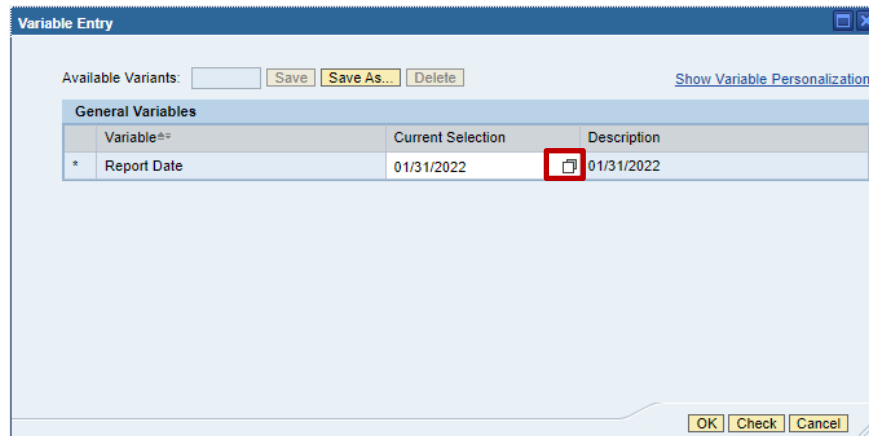 Variable Entry
Available Variants: Save Save As... Delete Show Variable Personalization
General Variables
Variable Current Selection Description
* Report Date 01/31/2022 01/31/2022
OK Check Cancel